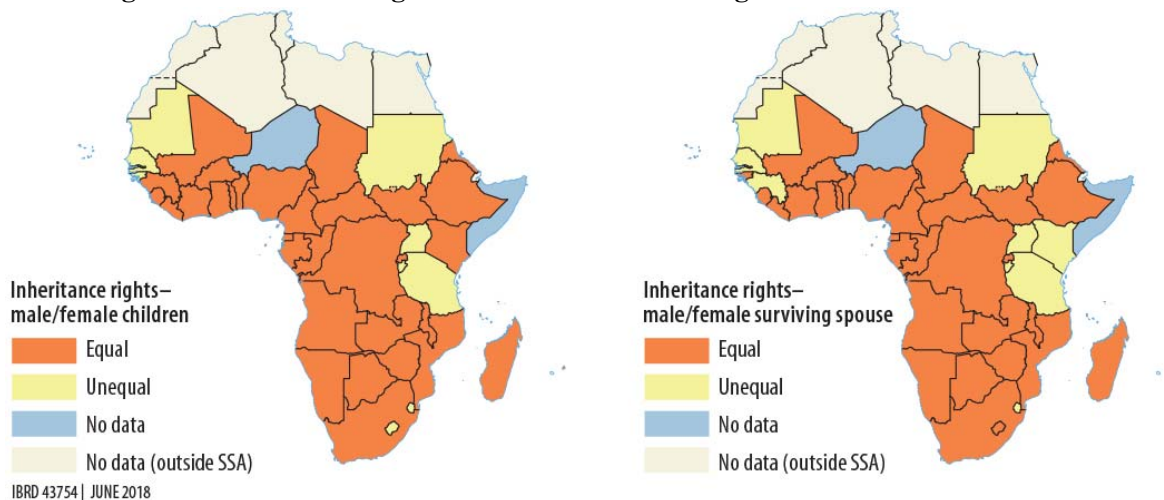 Inheritance rights–
male/female children
Equal
Unequal
No data
No data (outside SSA)
IBRD 43754 | JUNE 2018
Inheritance rights–
male/female surviving spouse
Equal
Unequal
No data
No data (outside SSA)